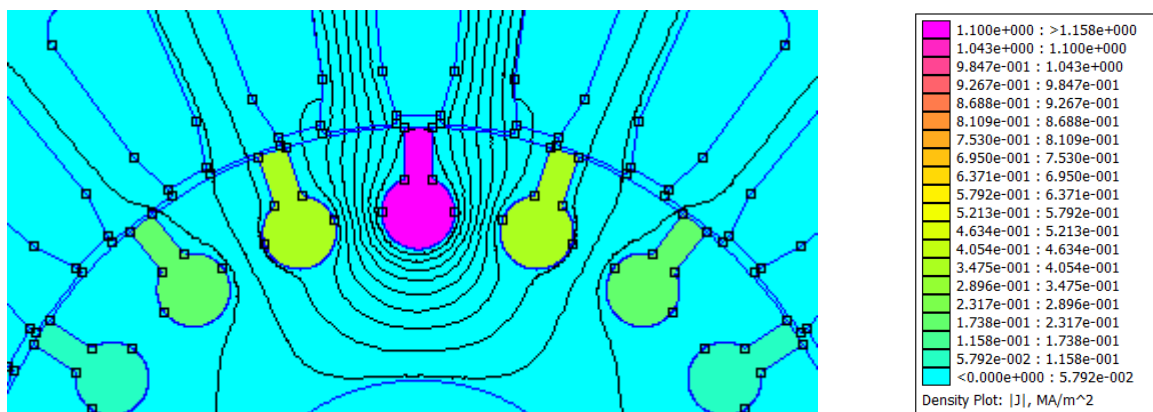 1.100e+000 : >1.158e+000
1.043e+000 : 1.100e+000
9.847e-001 : 1.043e+000
9.267e-001 : 9.847e-001
8.688e-001 : 9.267e-001
8.109e-001 : 8.688e-001
7.530e-001 : 8.109e-001
6.950e-001 : 7.530e-001
6.371e-001 : 6.950e-001
5.792e-001 : 6.371e-001
5.213e-001 : 5.792e-001
4.634e-001 : 5.213e-001
4.054e-001 : 4.634e-001
3.475e-001 : 4.054e-001
2.896e-001 : 3.475e-001
2.317e-001 : 2.896e-001
1.738e-001 : 2.317e-001
1.158e-001 : 1.738e-001
5.792e-002 : 1.158e-001
<0.000e+000 : 5.792e-002
Density Plot: |J|, MA/m^2